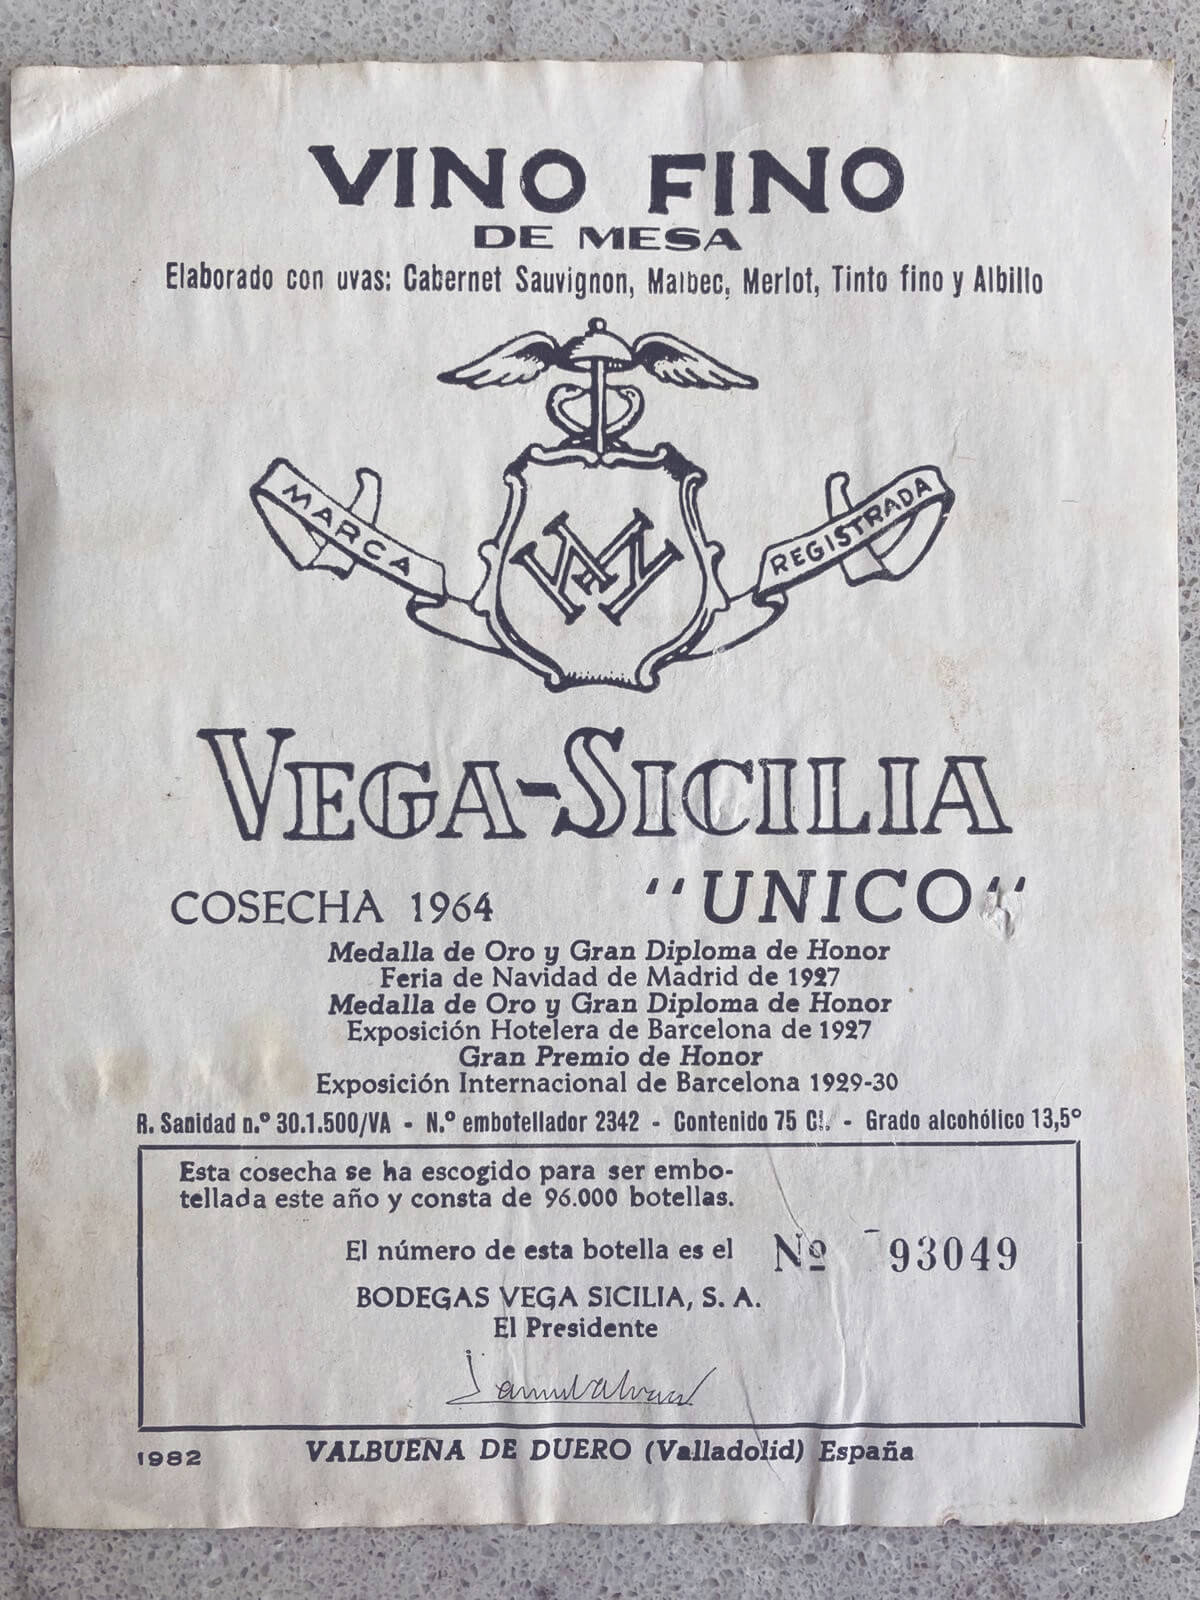 VINO FINO
DE MESA
Elaborado con uvas: Cabernet Sauvignon, Malbec, Merlot, Tinto fino y Albillo
MARCA
REGISTRADA
VEGA-SICILIA
COSECHA 1964 "UNICO"
Medalla de Oro y Gran Diploma de Honor
Feria de Navidad de Madrid de 1927
Medalla de Oro y Gran Diploma de Honor
Exposición Hotelera de Barcelona de 1927
Gran Premio de Honor
Exposición Internacional de Barcelona 1929-30
R. Sanidad n.º 30.1.500/VA - N.º embotellador 2342 - Contenido 75 Cl. - Grado alcohólico 13,5°
Esta cosecha se ha escogido para ser embo-
tellada este año y consta de 96.000 botellas.
El número de esta botella es el Nº 93049
BODEGAS VEGA SICILIA, S. A.
El Presidente
1982 VALBUENA DE DUERO (Valladolid) España